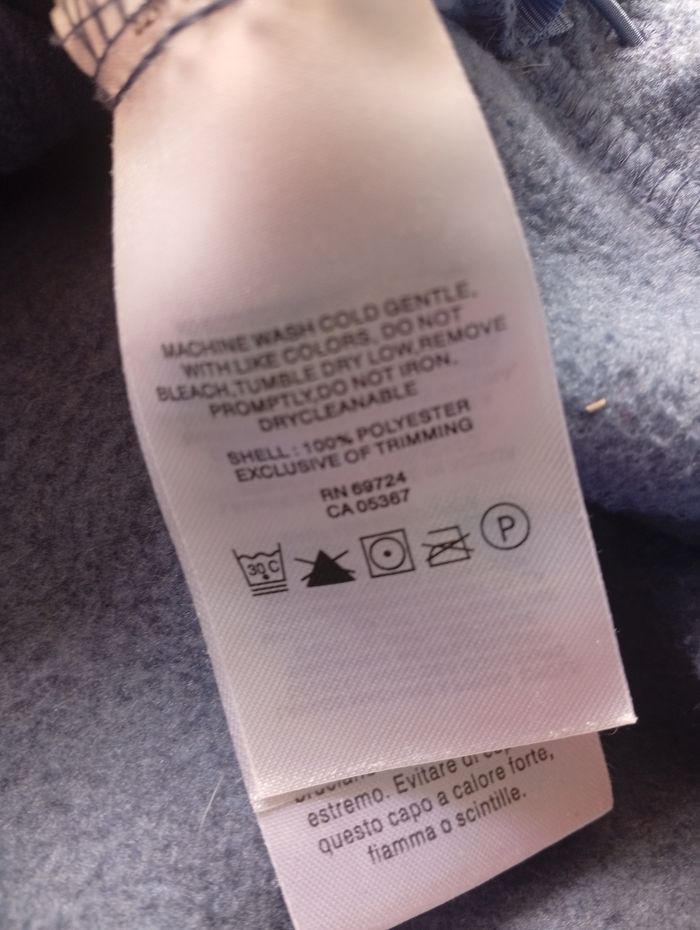 MACHINE WASH COLD GENTLE,
WITH LIKE COLORS, DO NOT
BLEACH,TUMBLE DRY LOW,REMOVE
PROMPTLY,DO NOT IRON.
DRYCLEANABLE
SHELL : 100% POLYESTER
EXCLUSIVE OF TRIMMING
RN 69724
CA 05367
30 C
P
estremo. Evitare di
questo capo a calore forte,
fiamma o scintille.